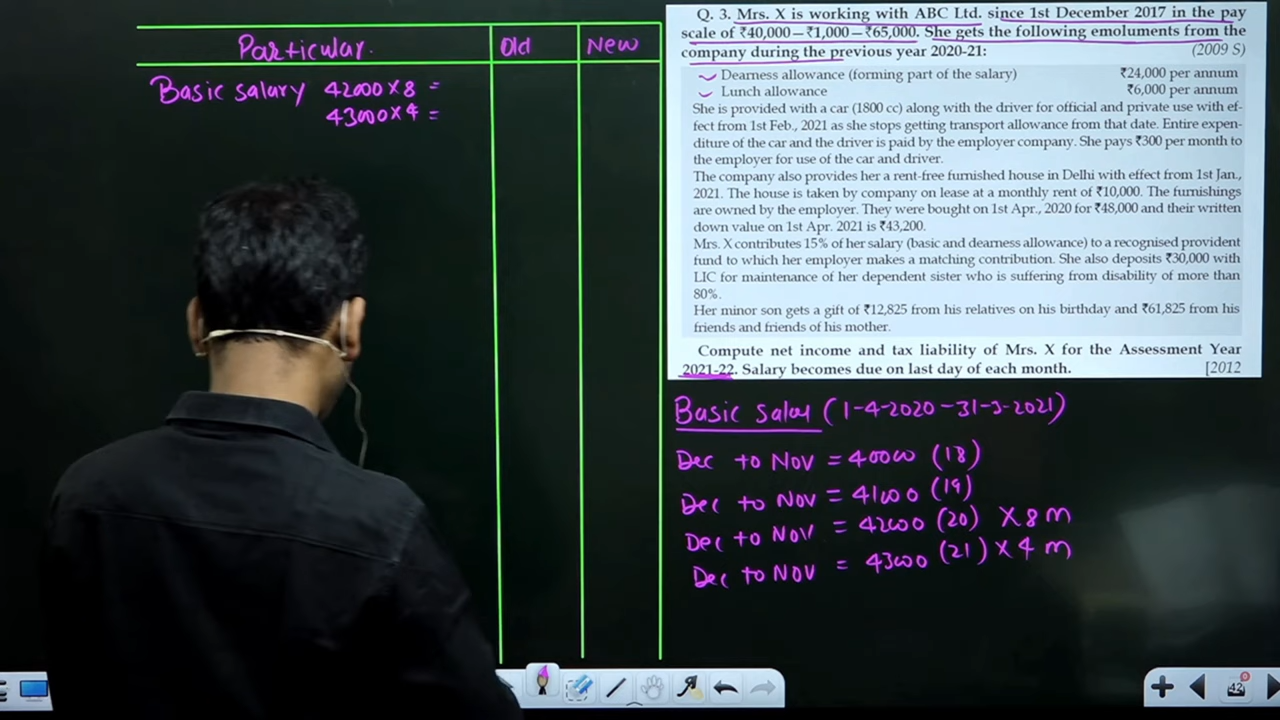 Particular.
Old
New
Basic salary 42000 × 8 =
43000 × 4 =
Q. 3. Mrs. X is working with ABC Ltd. since 1st December 2017 in the pay
scale of ₹40,000—₹1,000—₹65,000. She gets the following emoluments from the
company during the previous year 2020-21: (2009 S)
Dearness allowance (forming part of the salary) ₹24,000 per annum
Lunch allowance ₹6,000 per annum
She is provided with a car (1800 cc) along with the driver for official and private use with ef-
fect from 1st Feb., 2021 as she stops getting transport allowance from that date. Entire expen-
diture of the car and the driver is paid by the employer company. She pays ₹300 per month to
the employer for use of the car and driver.
The company also provides her a rent-free furnished house in Delhi with effect from 1st Jan.,
2021. The house is taken by company on lease at a monthly rent of ₹10,000. The furnishings
are owned by the employer. They were bought on 1st Apr., 2020 for ₹48,000 and their written
down value on 1st Apr. 2021 is ₹43,200.
Mrs. X contributes 15% of her salary (basic and dearness allowance) to a recognised provident
fund to which her employer makes a matching contribution. She also deposits ₹30,000 with
LIC for maintenance of her dependent sister who is suffering from disability of more than
80%.
Her minor son gets a gift of ₹12,825 from his relatives on his birthday and ₹61,825 from his
friends and friends of his mother.
Compute net income and tax liability of Mrs. X for the Assessment Year
2021-22. Salary becomes due on last day of each month. [2012
Basic salary (1-4-2020-31-3-2021)
Dec to Nov = 40000 (18)
Dec to Nov = 41000 (19)
Dec to Nov = 42000 (20) × 8 m
Dec to Nov = 43000 (21) × 4 m
42